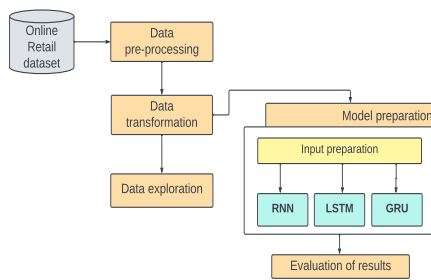 Online
Retail
dataset
Data
pre-processing
Data
transformation
Data exploration
Model preparation
Input preparation
RNN
LSTM
GRU
Evaluation of results